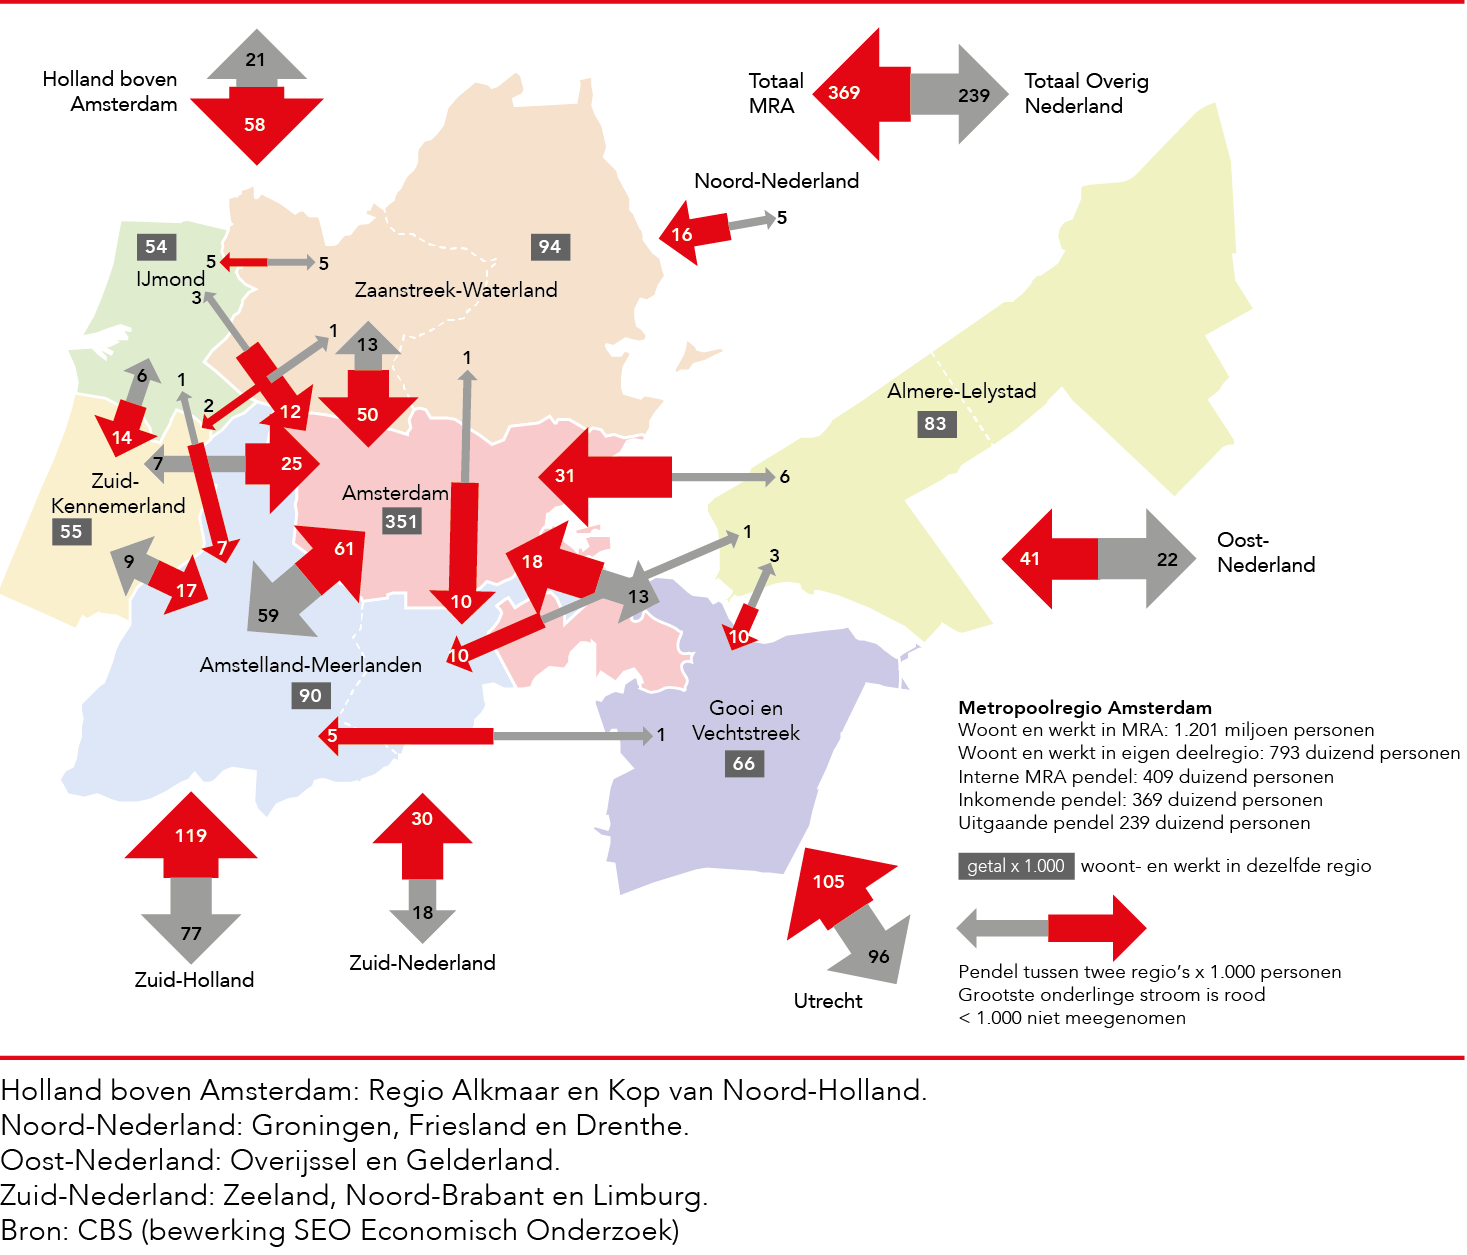 Holland boven
Amsterdam
21
58
Totaal
MRA
369
239
Totaal Overig
Nederland
Noord-Nederland
16
5
54
IJmond
5
5
3
94
Zaanstreek-Waterland
1
13
50
1
6
1
2
12
14
7
25
Zuid-
Kennemerland
55
Amsterdam
351
31
6
Almere-Lelystad
83
9
17
7
61
59
10
18
13
1
3
10
10
41
22
Oost-
Nederland
Amstelland-Meerlanden
90
5
1
Gooi en
Vechtstreek
66
119
77
Zuid-Holland
30
18
Zuid-Nederland
105
96
Utrecht
Metropoolregio Amsterdam
Woont en werkt in MRA: 1.201 miljoen personen
Woont en werkt in eigen deelregio: 793 duizend personen
Interne MRA pendel: 409 duizend personen
Inkomende pendel: 369 duizend personen
Uitgaande pendel 239 duizend personen
getal x 1.000 woont- en werkt in dezelfde regio
Pendel tussen twee regio’s x 1.000 personen
Grootste onderlinge stroom is rood
< 1.000 niet meegenomen
Holland boven Amsterdam: Regio Alkmaar en Kop van Noord-Holland.
Noord-Nederland: Groningen, Friesland en Drenthe.
Oost-Nederland: Overijssel en Gelderland.
Zuid-Nederland: Zeeland, Noord-Brabant en Limburg.
Bron: CBS (bewerking SEO Economisch Onderzoek)